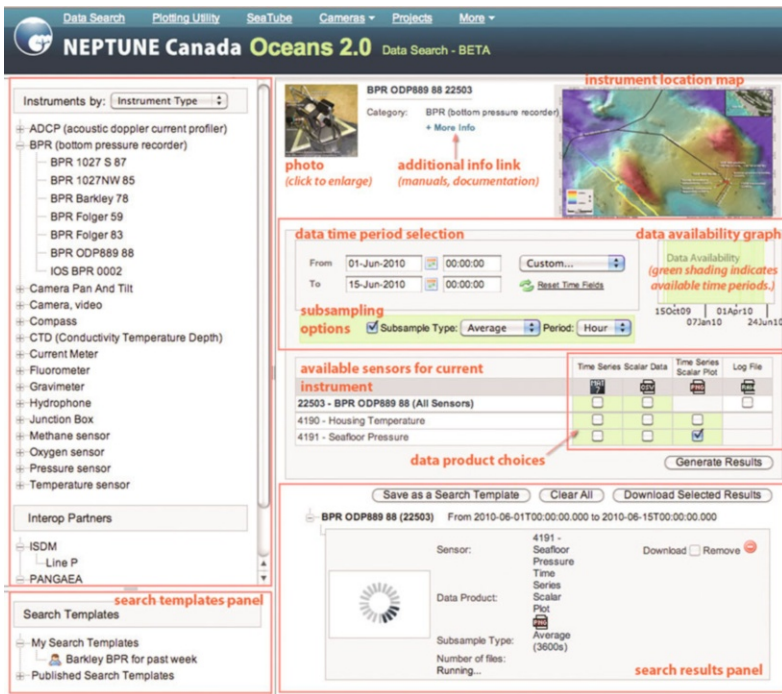 Data Search Plotting Utility SeaTube Cameras Projects More
NEPTUNE Canada Oceans 2.0 Data Search - BETA
Instruments by: Instrument Type
ADCP (acoustic doppler current profiler)
BPR (bottom pressure recorder)
BPR 1027 S 87
BPR 1027NW 85
BPR Barkley 78
BPR Folger 59
BPR Folger 83
BPR ODP889 88
IOS BPR 0002
Camera Pan And Tilt
Camera, video
Compass
CTD (Conductivity Temperature Depth)
Current Meter
Fluorometer
Gravimeter
Hydrophone
Junction Box
Methane sensor
Oxygen sensor
Pressure sensor
Temperature sensor
Interop Partners
ISDM
Line P
PANGAEA
search templates panel
Search Templates
My Search Templates
Barkley BPR for past week
Published Search Templates
BPR ODP889 88 22503
Category: BPR (bottom pressure recorder)
+ More Info
photo
(click to enlarge)
additional info link
(manuals, documentation)
instrument location map
data time period selection
From 01-Jun-2010 00:00:00 Custom...
To 15-Jun-2010 00:00:00 Reset Time Fields
subsampling
options
Subsample Type: Average Period: Hour
data availability graph
Data Availability
(green shading indicates
available time periods.)
15Oct09 01Apr10
07Jan10 24Jun10
available sensors for current
instrument
Time Series Scalar Data Time Series
Scalar Plot Log File
MAT
7 CSV PNG RAW
22503 - BPR ODP889 88 (All Sensors)
4190 - Housing Temperature
4191 - Seafloor Pressure
data product choices
Generate Results
Save as a Search Template Clear All Download Selected Results
BPR ODP889 88 (22503) From 2010-06-01T00:00:00.000 to 2010-06-15T00:00:00.000
Sensor: 4191 -
Seafloor
Pressure
Download Remove
Data Product: Time
Series
Scalar
Plot
PNG
Subsample Type: Average
(3600s)
Number of files:
Running...
search results panel